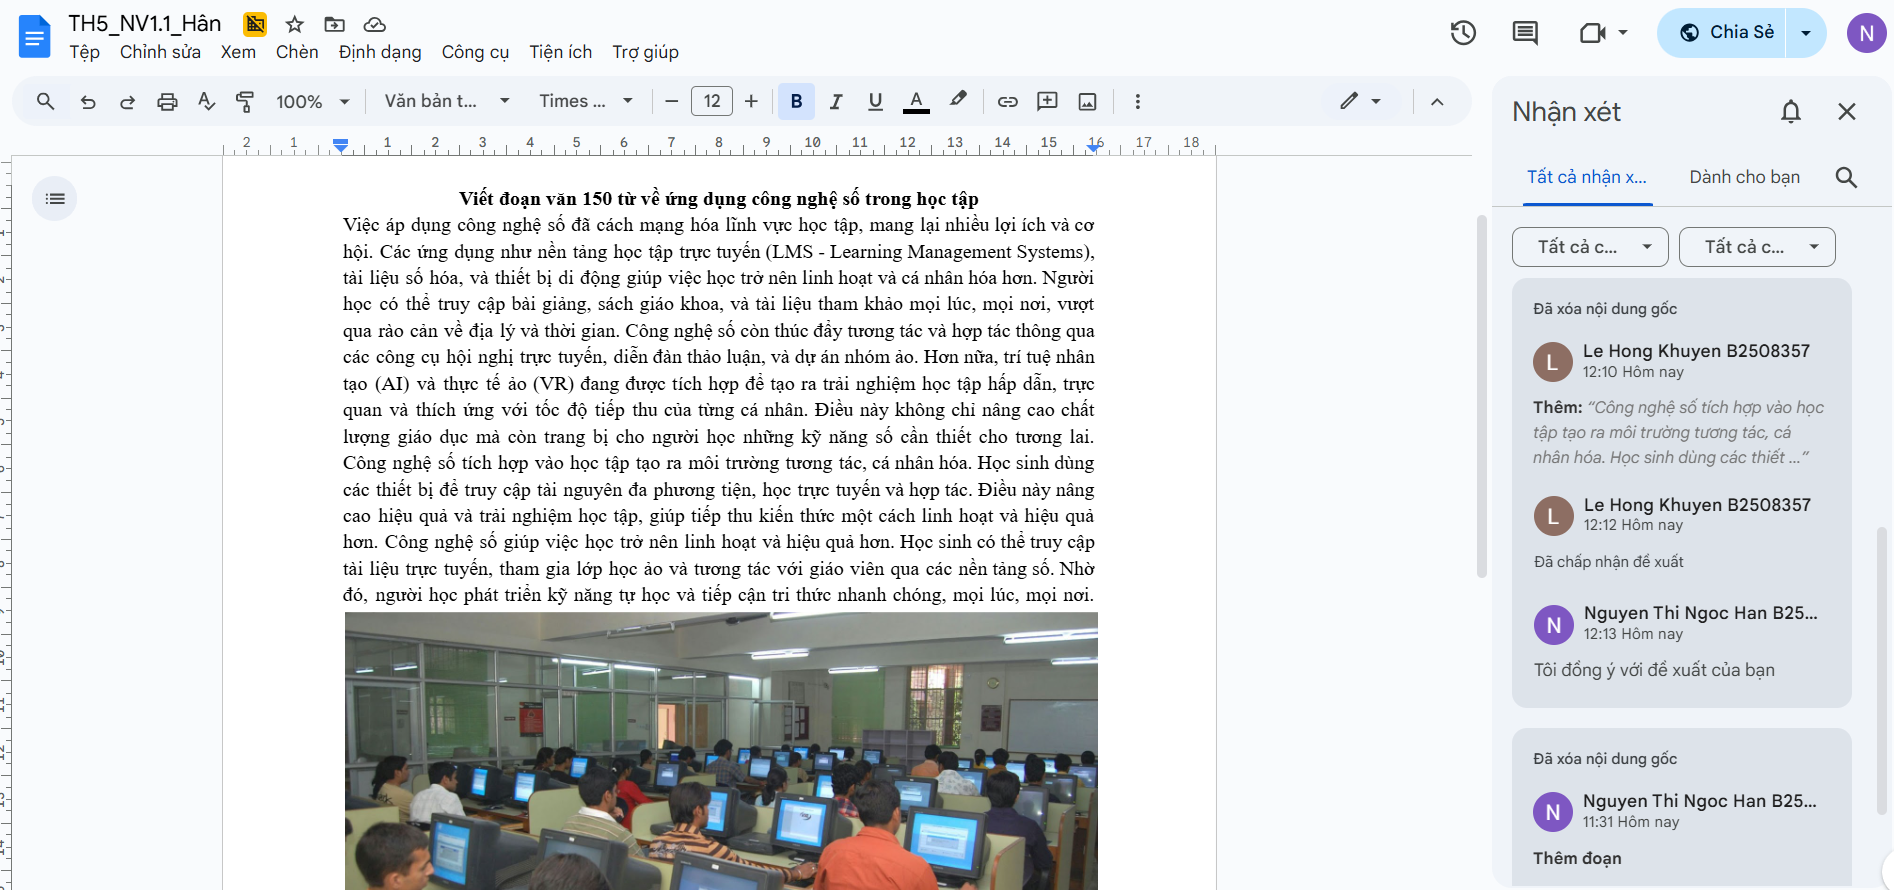 TH5_NV1.1_Hân
Tệp Chỉnh sửa Xem Chèn Định dạng Công cụ Tiện ích Trợ giúp
Chia Sẻ
N
100% Văn bản t... Times ... 12 B I U A
2 1 1 2 3 4 5 6 7 8 9 10 11 12 13 14 15 16 17 18
Viết đoạn văn 150 từ về ứng dụng công nghệ số trong học tập
Việc áp dụng công nghệ số đã cách mạng hóa lĩnh vực học tập, mang lại nhiều lợi ích và cơ
hội. Các ứng dụng như nền tảng học tập trực tuyến (LMS - Learning Management Systems),
tài liệu số hóa, và thiết bị di động giúp việc học trở nên linh hoạt và cá nhân hóa hơn. Người
học có thể truy cập bài giảng, sách giáo khoa, và tài liệu tham khảo mọi lúc, mọi nơi, vượt
qua rào cản về địa lý và thời gian. Công nghệ số còn thúc đẩy tương tác và hợp tác thông qua
các công cụ hội nghị trực tuyến, diễn đàn thảo luận, và dự án nhóm ảo. Hơn nữa, trí tuệ nhân
tạo (AI) và thực tế ảo (VR) đang được tích hợp để tạo ra trải nghiệm học tập hấp dẫn, trực
quan và thích ứng với tốc độ tiếp thu của từng cá nhân. Điều này không chỉ nâng cao chất
lượng giáo dục mà còn trang bị cho người học những kỹ năng số cần thiết cho tương lai.
Công nghệ số tích hợp vào học tập tạo ra môi trường tương tác, cá nhân hóa. Học sinh dùng
các thiết bị để truy cập tài nguyên đa phương tiện, học trực tuyến và hợp tác. Điều này nâng
cao hiệu quả và trải nghiệm học tập, giúp tiếp thu kiến thức một cách linh hoạt và hiệu quả
hơn. Công nghệ số giúp việc học trở nên linh hoạt và hiệu quả hơn. Học sinh có thể truy cập
tài liệu trực tuyến, tham gia lớp học ảo và tương tác với giáo viên qua các nền tảng số. Nhờ
đó, người học phát triển kỹ năng tự học và tiếp cận tri thức nhanh chóng, mọi lúc, mọi nơi.
Nhận xét
Tất cả nhận x... Dành cho bạn
Tất cả c... Tất cả c...
Đã xóa nội dung gốc
L
Le Hong Khuyen B2508357
12:10 Hôm nay
Thêm: “Công nghệ số tích hợp vào học
tập tạo ra môi trường tương tác, cá
nhân hóa. Học sinh dùng các thiết ...”
L
Le Hong Khuyen B2508357
12:12 Hôm nay
Đã chấp nhận đề xuất
N
Nguyen Thi Ngoc Han B25...
12:13 Hôm nay
Tôi đồng ý với đề xuất của bạn
Đã xóa nội dung gốc
N
Nguyen Thi Ngoc Han B25...
11:31 Hôm nay
Thêm đoạn